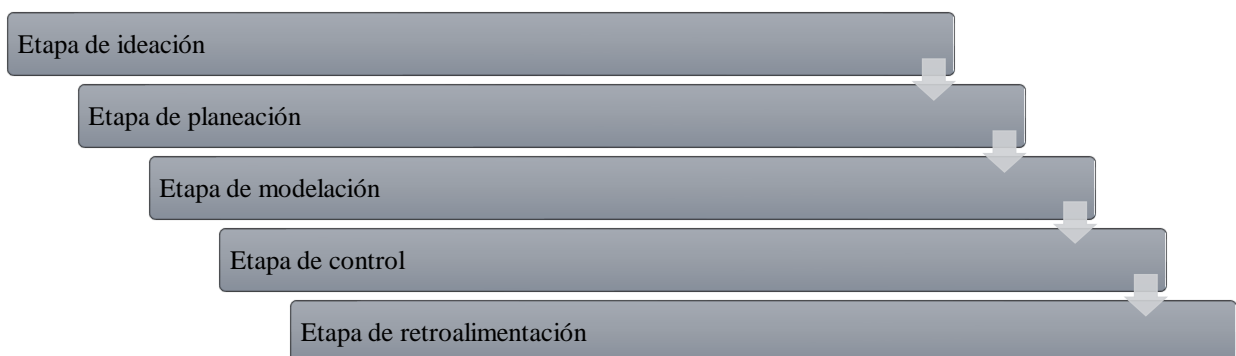 Etapa de ideación
Etapa de planeación
Etapa de modelación
Etapa de control
Etapa de retroalimentación